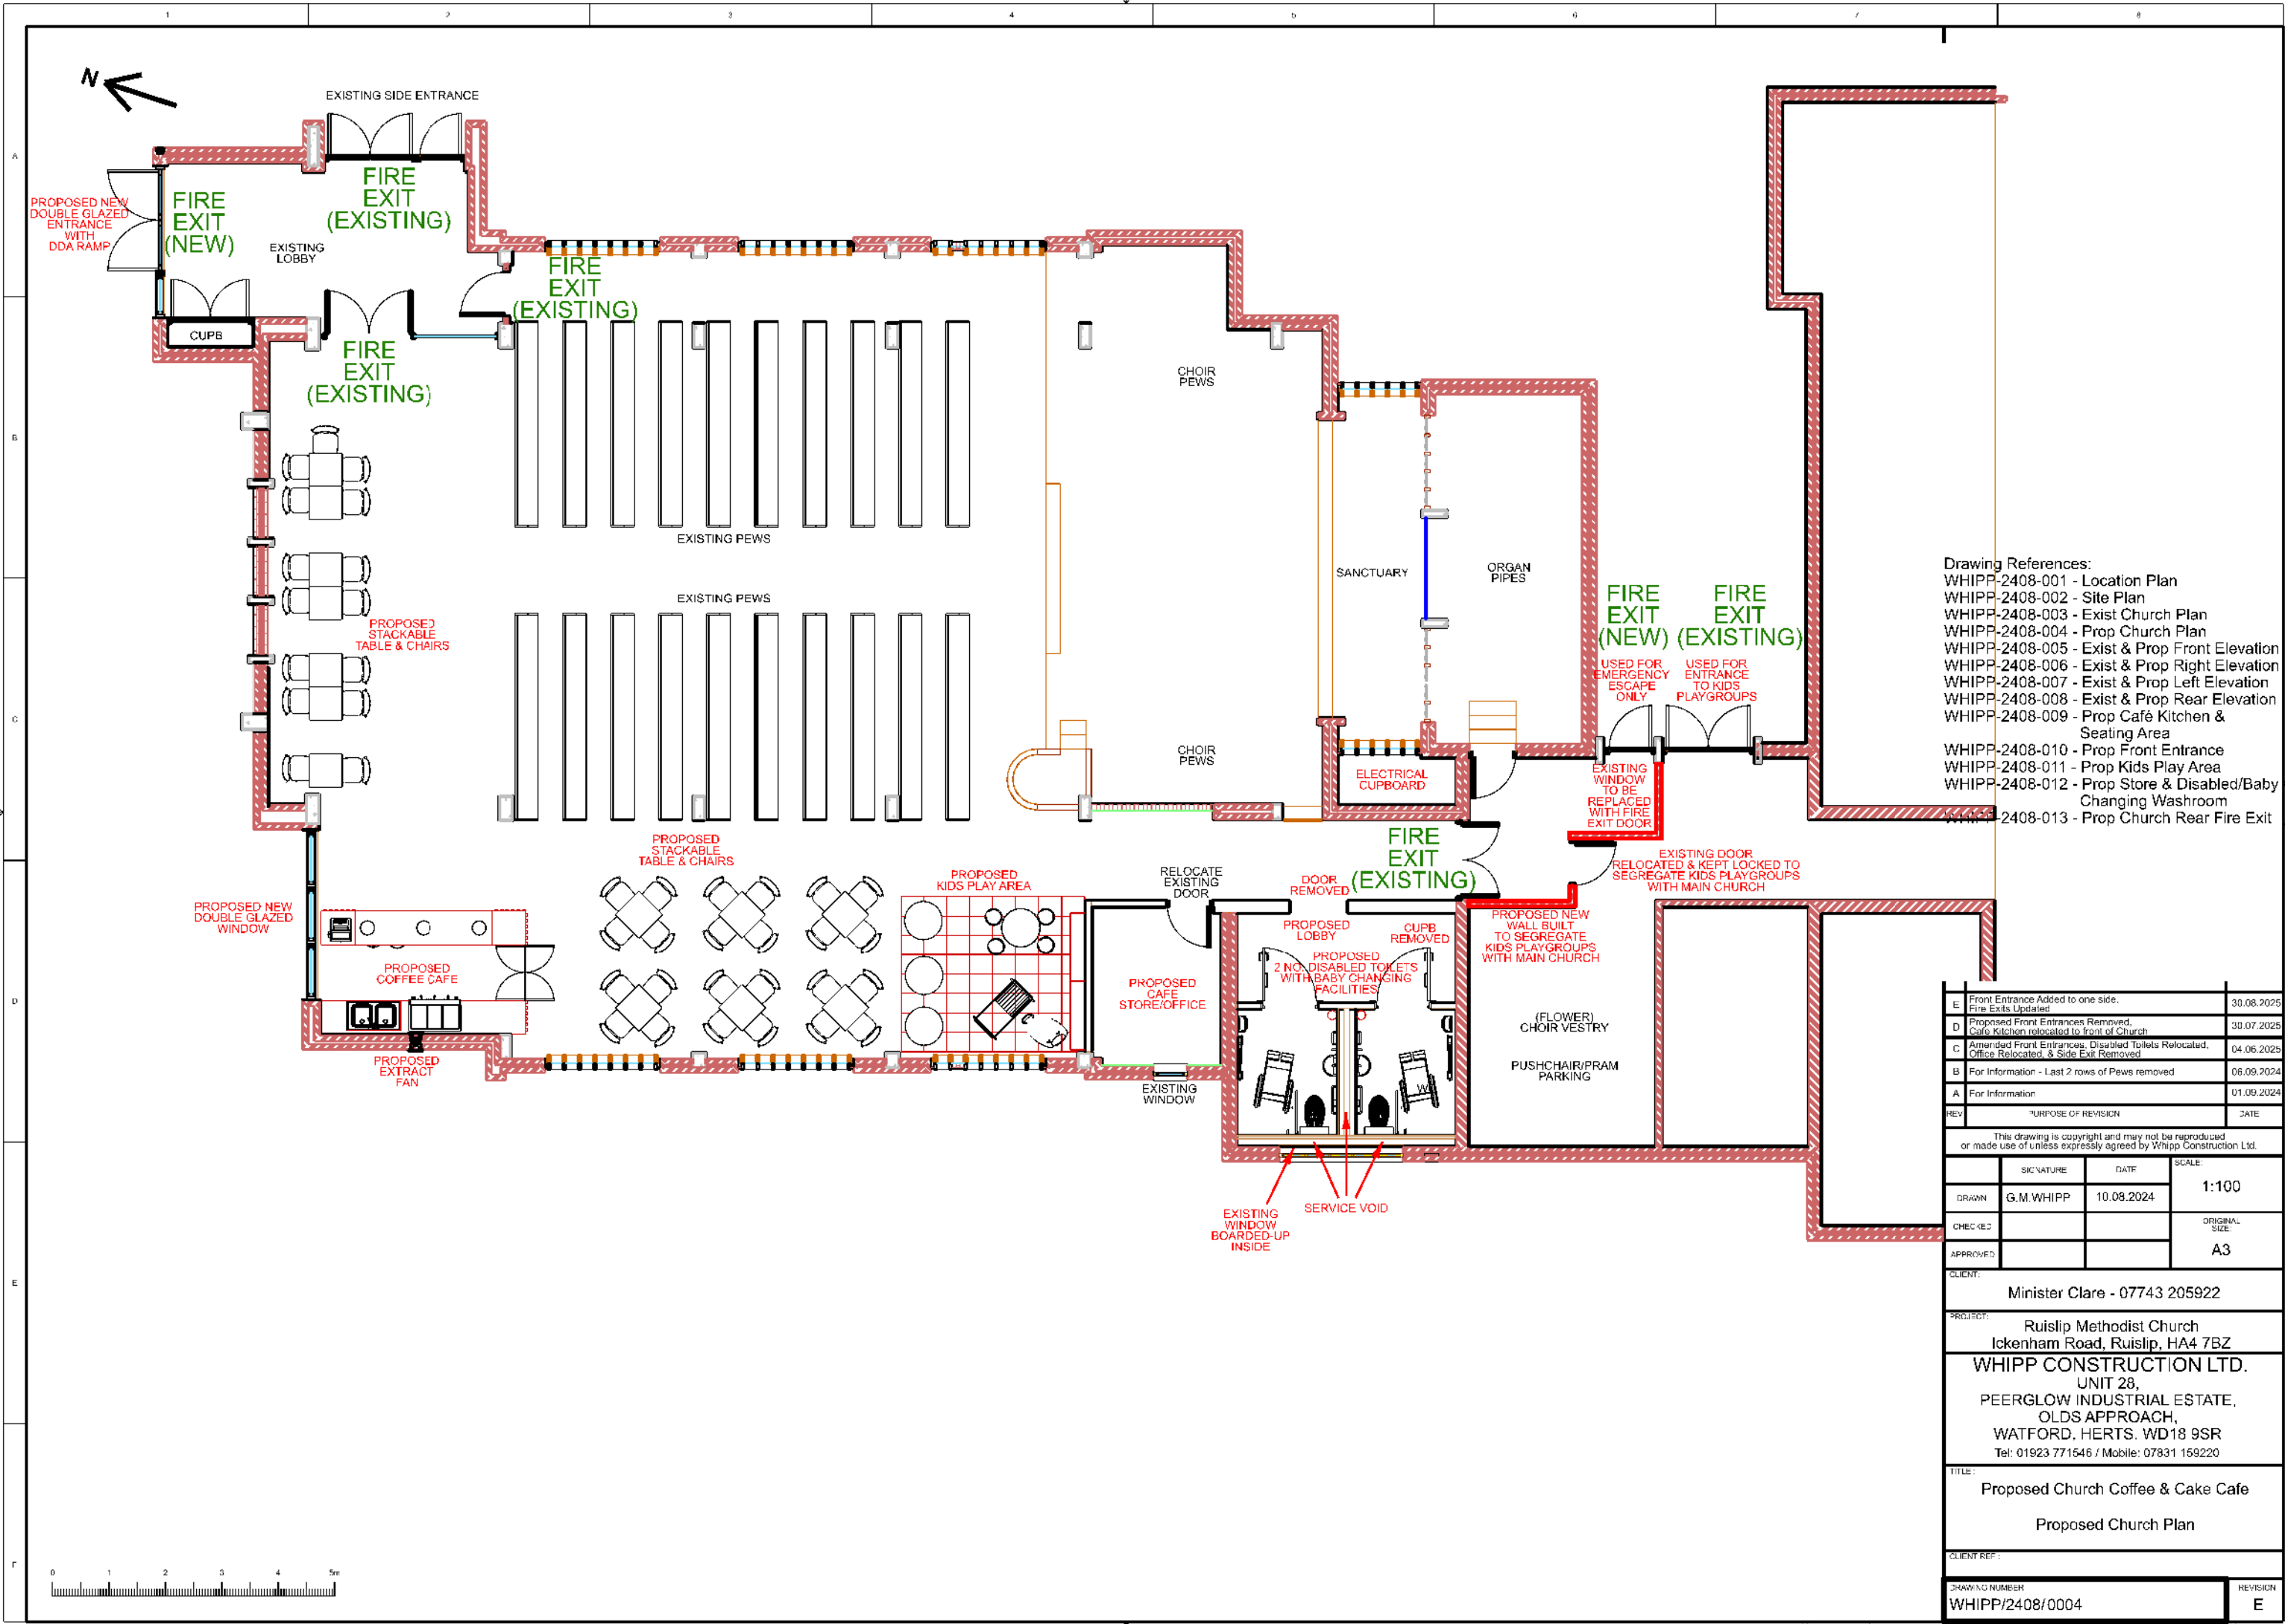 1 2 3 4 5 6 7 8
A
B
C
D
E
F
N
EXISTING SIDE ENTRANCE
FIRE
EXIT
(EXISTING)
PROPOSED NEW
DOUBLE GLAZED
ENTRANCE
WITH
DDA RAMP
FIRE
EXIT
(NEW)
EXISTING
LOBBY
CUPB
FIRE
EXIT
(EXISTING)
FIRE
EXIT
(EXISTING)
CHOIR
PEWS
EXISTING PEWS
EXISTING PEWS
PROPOSED
STACKABLE
TABLE & CHAIRS
SANCTUARY
ORGAN
PIPES
CHOIR
PEWS
ELECTRICAL
CUPBOARD
FIRE
EXIT
(NEW)
USED FOR
EMERGENCY
ESCAPE
ONLY
FIRE
EXIT
(EXISTING)
USED FOR
ENTRANCE
TO KIDS
PLAYGROUPS
EXISTING
WINDOW
TO BE
REPLACED
WITH FIRE
EXIT DOOR
EXISTING DOOR
RELOCATED & KEPT LOCKED TO
SEGREGATE KIDS PLAYGROUPS
WITH MAIN CHURCH
FIRE
EXIT
(EXISTING)
PROPOSED
STACKABLE
TABLE & CHAIRS
PROPOSED
KIDS PLAY AREA
RELOCATE
EXISTING
DOOR
DOOR
REMOVED
PROPOSED NEW
DOUBLE GLAZED
WINDOW
PROPOSED
COFFEE CAFE
PROPOSED
EXTRACT
FAN
PROPOSED
CAFE
STORE/OFFICE
PROPOSED
LOBBY
CUPB
REMOVED
PROPOSED
2 NO. DISABLED TOILETS
WITH BABY CHANGING
FACILITIES
PROPOSED NEW
WALL BUILT
TO SEGREGATE
KIDS PLAYGROUPS
WITH MAIN CHURCH
(FLOWER)
CHOIR VESTRY
PUSHCHAIR/PRAM
PARKING
W
EXISTING
WINDOW
EXISTING
WINDOW
BOARDED-UP
INSIDE
SERVICE VOID
0 1 2 3 4 5m
Drawing References:
WHIPP-2408-001 - Location Plan
WHIPP-2408-002 - Site Plan
WHIPP-2408-003 - Exist Church Plan
WHIPP-2408-004 - Prop Church Plan
WHIPP-2408-005 - Exist & Prop Front Elevation
WHIPP-2408-006 - Exist & Prop Right Elevation
WHIPP-2408-007 - Exist & Prop Left Elevation
WHIPP-2408-008 - Exist & Prop Rear Elevation
WHIPP-2408-009 - Prop Café Kitchen &
Seating Area
WHIPP-2408-010 - Prop Front Entrance
WHIPP-2408-011 - Prop Kids Play Area
WHIPP-2408-012 - Prop Store & Disabled/Baby
Changing Washroom
WHIPP-2408-013 - Prop Church Rear Fire Exit
E Front Entrance Added to one side. Fire Exits Updated 30.08.2025
D Proposed Front Entrances Removed, Cafe Kitchen relocated to front of Church 30.07.2025
C Amended Front Entrances, Disabled Toilets Relocated, Office Relocated, & Side Exit Removed 04.06.2025
B For Information - Last 2 rows of Pews removed 06.09.2024
A For Information 01.09.2024
REV PURPOSE OF REVISION DATE
This drawing is copyright and may not be reproduced
or made use of unless expressly agreed by Whipp Construction Ltd.
SIGNATURE DATE SCALE:
1:100
DRAWN G.M.WHIPP 10.08.2024
CHECKED ORIGINAL
SIZE:
A3
APPROVED
CLIENT:
Minister Clare - 07743 205922
PROJECT:
Ruislip Methodist Church
Ickenham Road, Ruislip, HA4 7BZ
WHIPP CONSTRUCTION LTD.
UNIT 28,
PEERGLOW INDUSTRIAL ESTATE,
OLDS APPROACH,
WATFORD. HERTS. WD18 9SR
Tel: 01923 771546 / Mobile: 07831 159220
TITLE:
Proposed Church Coffee & Cake Cafe
Proposed Church Plan
CLIENT REF :
DRAWING NUMBER REVISION
WHIPP/2408/0004 E